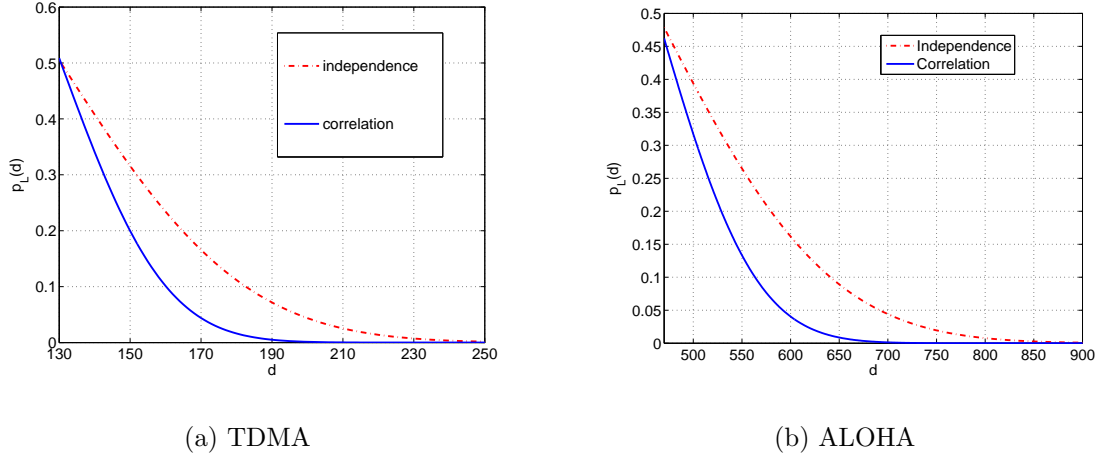 0.6
0.5
0.4
0.3
0.2
0.1
0
p_L(d)
independence
correlation
130 150 170 190 210 230 250
d
(a) TDMA
0.5
0.45
0.4
0.35
0.3
0.25
0.2
0.15
0.1
0.05
0
p_L(d)
Independence
Correlation
500 550 600 650 700 750 800 850 900
d
(b) ALOHA